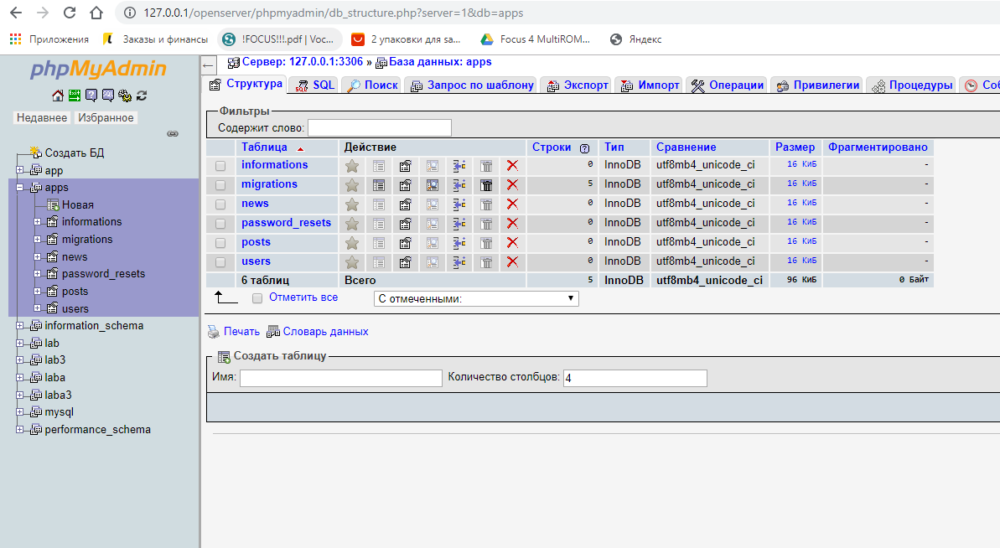 127.0.0.1/openserver/phpmyadmin/db_structure.php?server=1&db=apps
Приложения Заказы и финансы !FOCUS!!!.pdf | Voc... 2 упаковки для sa... Focus 4 MultiROM... Яндекс
phpMyAdmin
Недавнее Избранное
Создать БД
app
apps
Новая
informations
migrations
news
password_resets
posts
users
information_schema
lab
lab3
laba
laba3
mysql
performance_schema
Сервер: 127.0.0.1:3306 » База данных: apps
Структура SQL Поиск Запрос по шаблону Экспорт Импорт Операции Привилегии Процедуры Соб
Фильтры
Содержит слово:
Таблица Действие Строки Тип Сравнение Размер Фрагментировано
informations 0 InnoDB utf8mb4_unicode_ci 16 КиБ -
migrations 5 InnoDB utf8mb4_unicode_ci 16 КиБ -
news 0 InnoDB utf8mb4_unicode_ci 16 КиБ -
password_resets 0 InnoDB utf8mb4_unicode_ci 16 КиБ -
posts 0 InnoDB utf8mb4_unicode_ci 16 КиБ -
users 0 InnoDB utf8mb4_unicode_ci 16 КиБ -
6 таблиц Всего 5 InnoDB utf8mb4_unicode_ci 96 КиБ 0 Байт
Отметить все С отмеченными:
Печать Словарь данных
Создать таблицу
Имя: Количество столбцов: 4